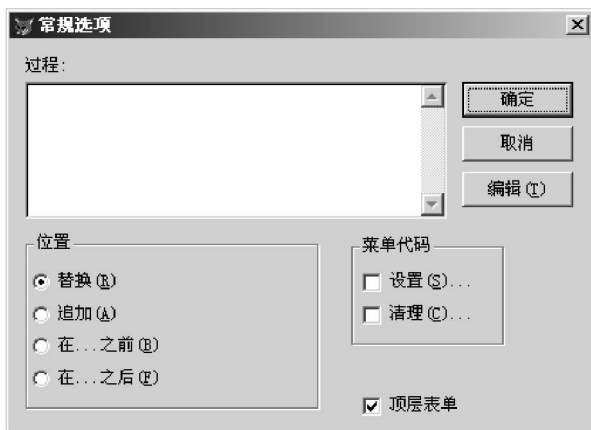 常规选项
过程:
确定
取消
编辑(T)
位置
替换(R)
追加(A)
在...之前(B)
在...之后(F)
菜单代码
设置(S)...
清理(C)...
顶层表单